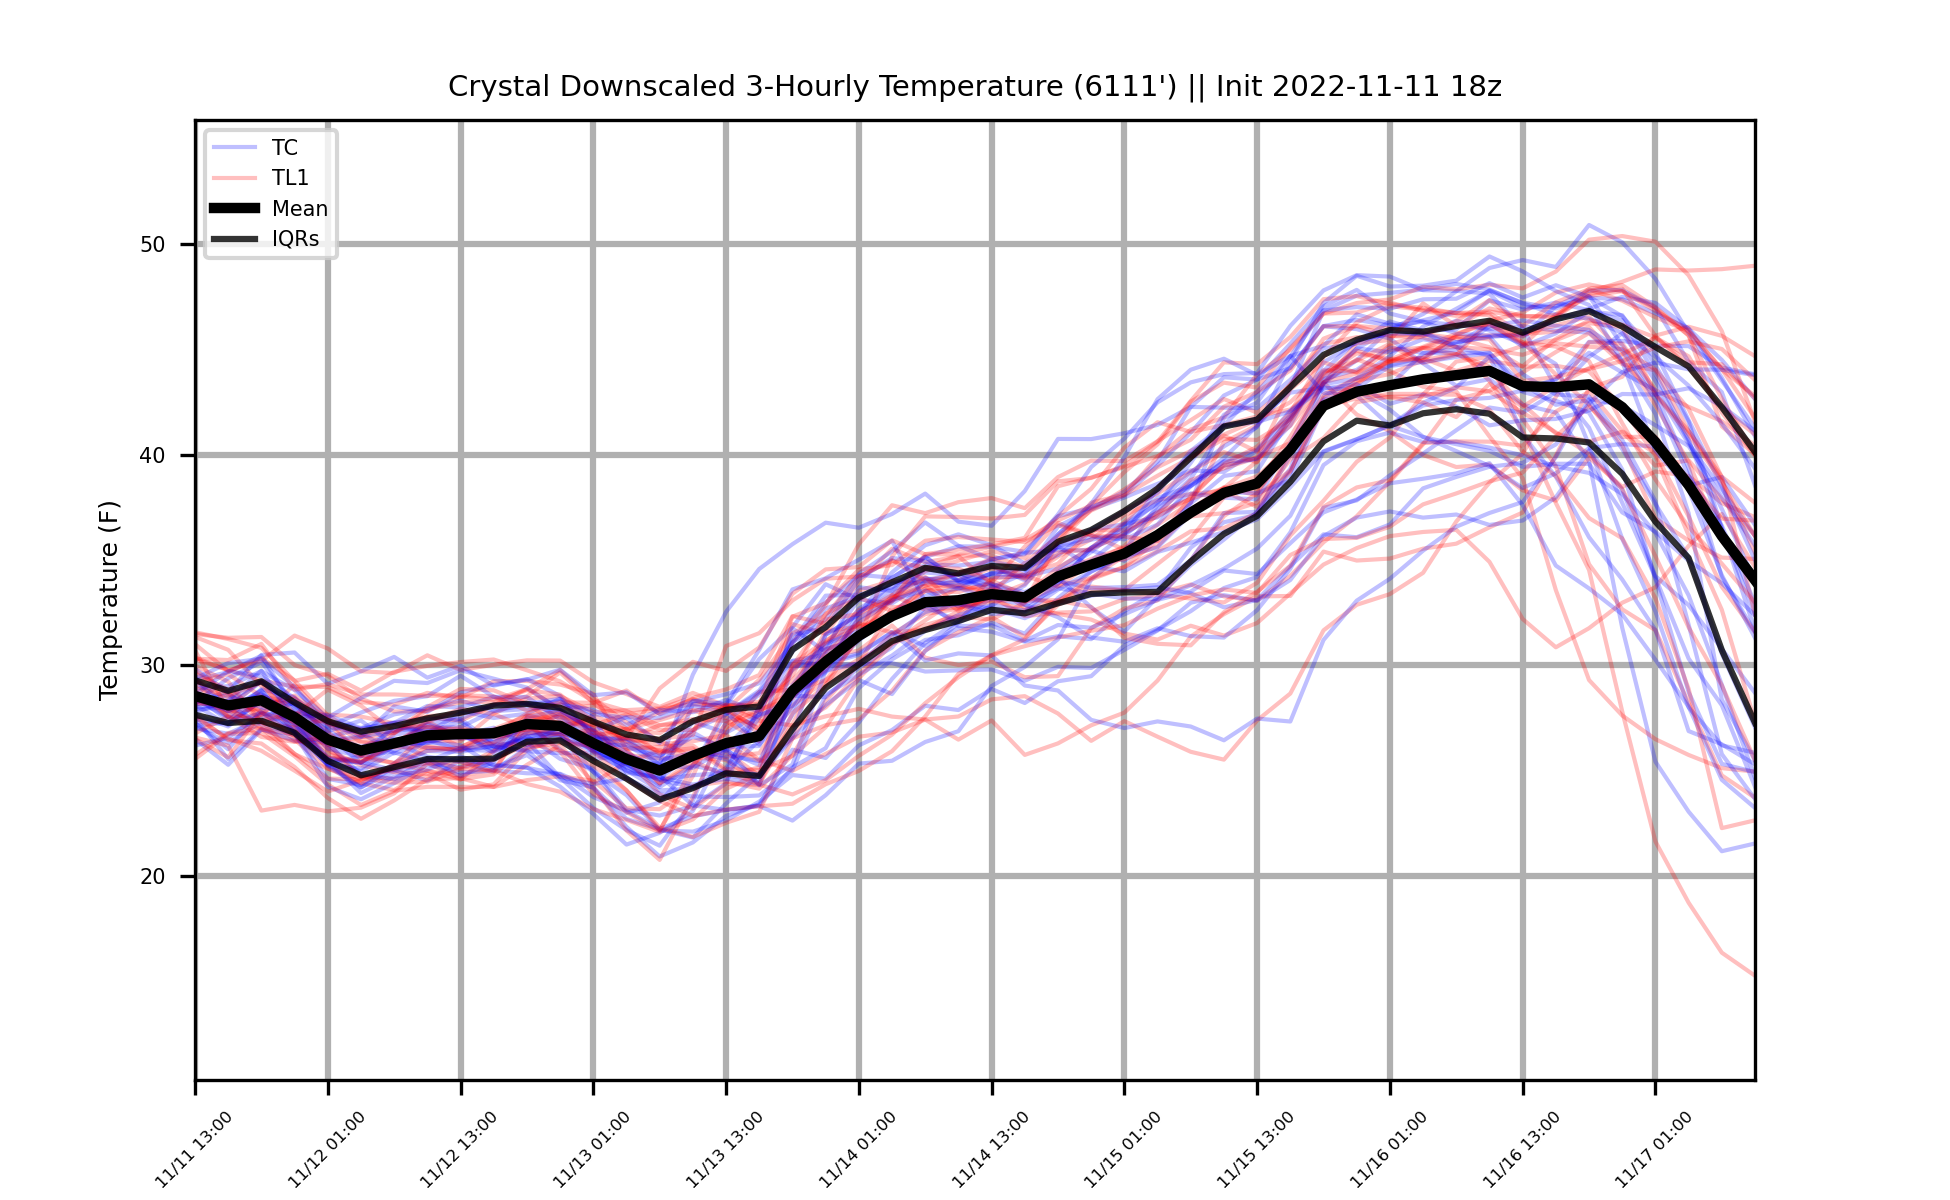 Crystal Downscaled 3-Hourly Temperature (6111') || Init 2022-11-11 18z
TC
TL1
Mean
IQRs
Temperature (F)
50
40
30
20
11/11 13:00
11/12 01:00
11/12 13:00
11/13 01:00
11/13 13:00
11/14 01:00
11/14 13:00
11/15 01:00
11/15 13:00
11/16 01:00
11/16 13:00
11/17 01:00